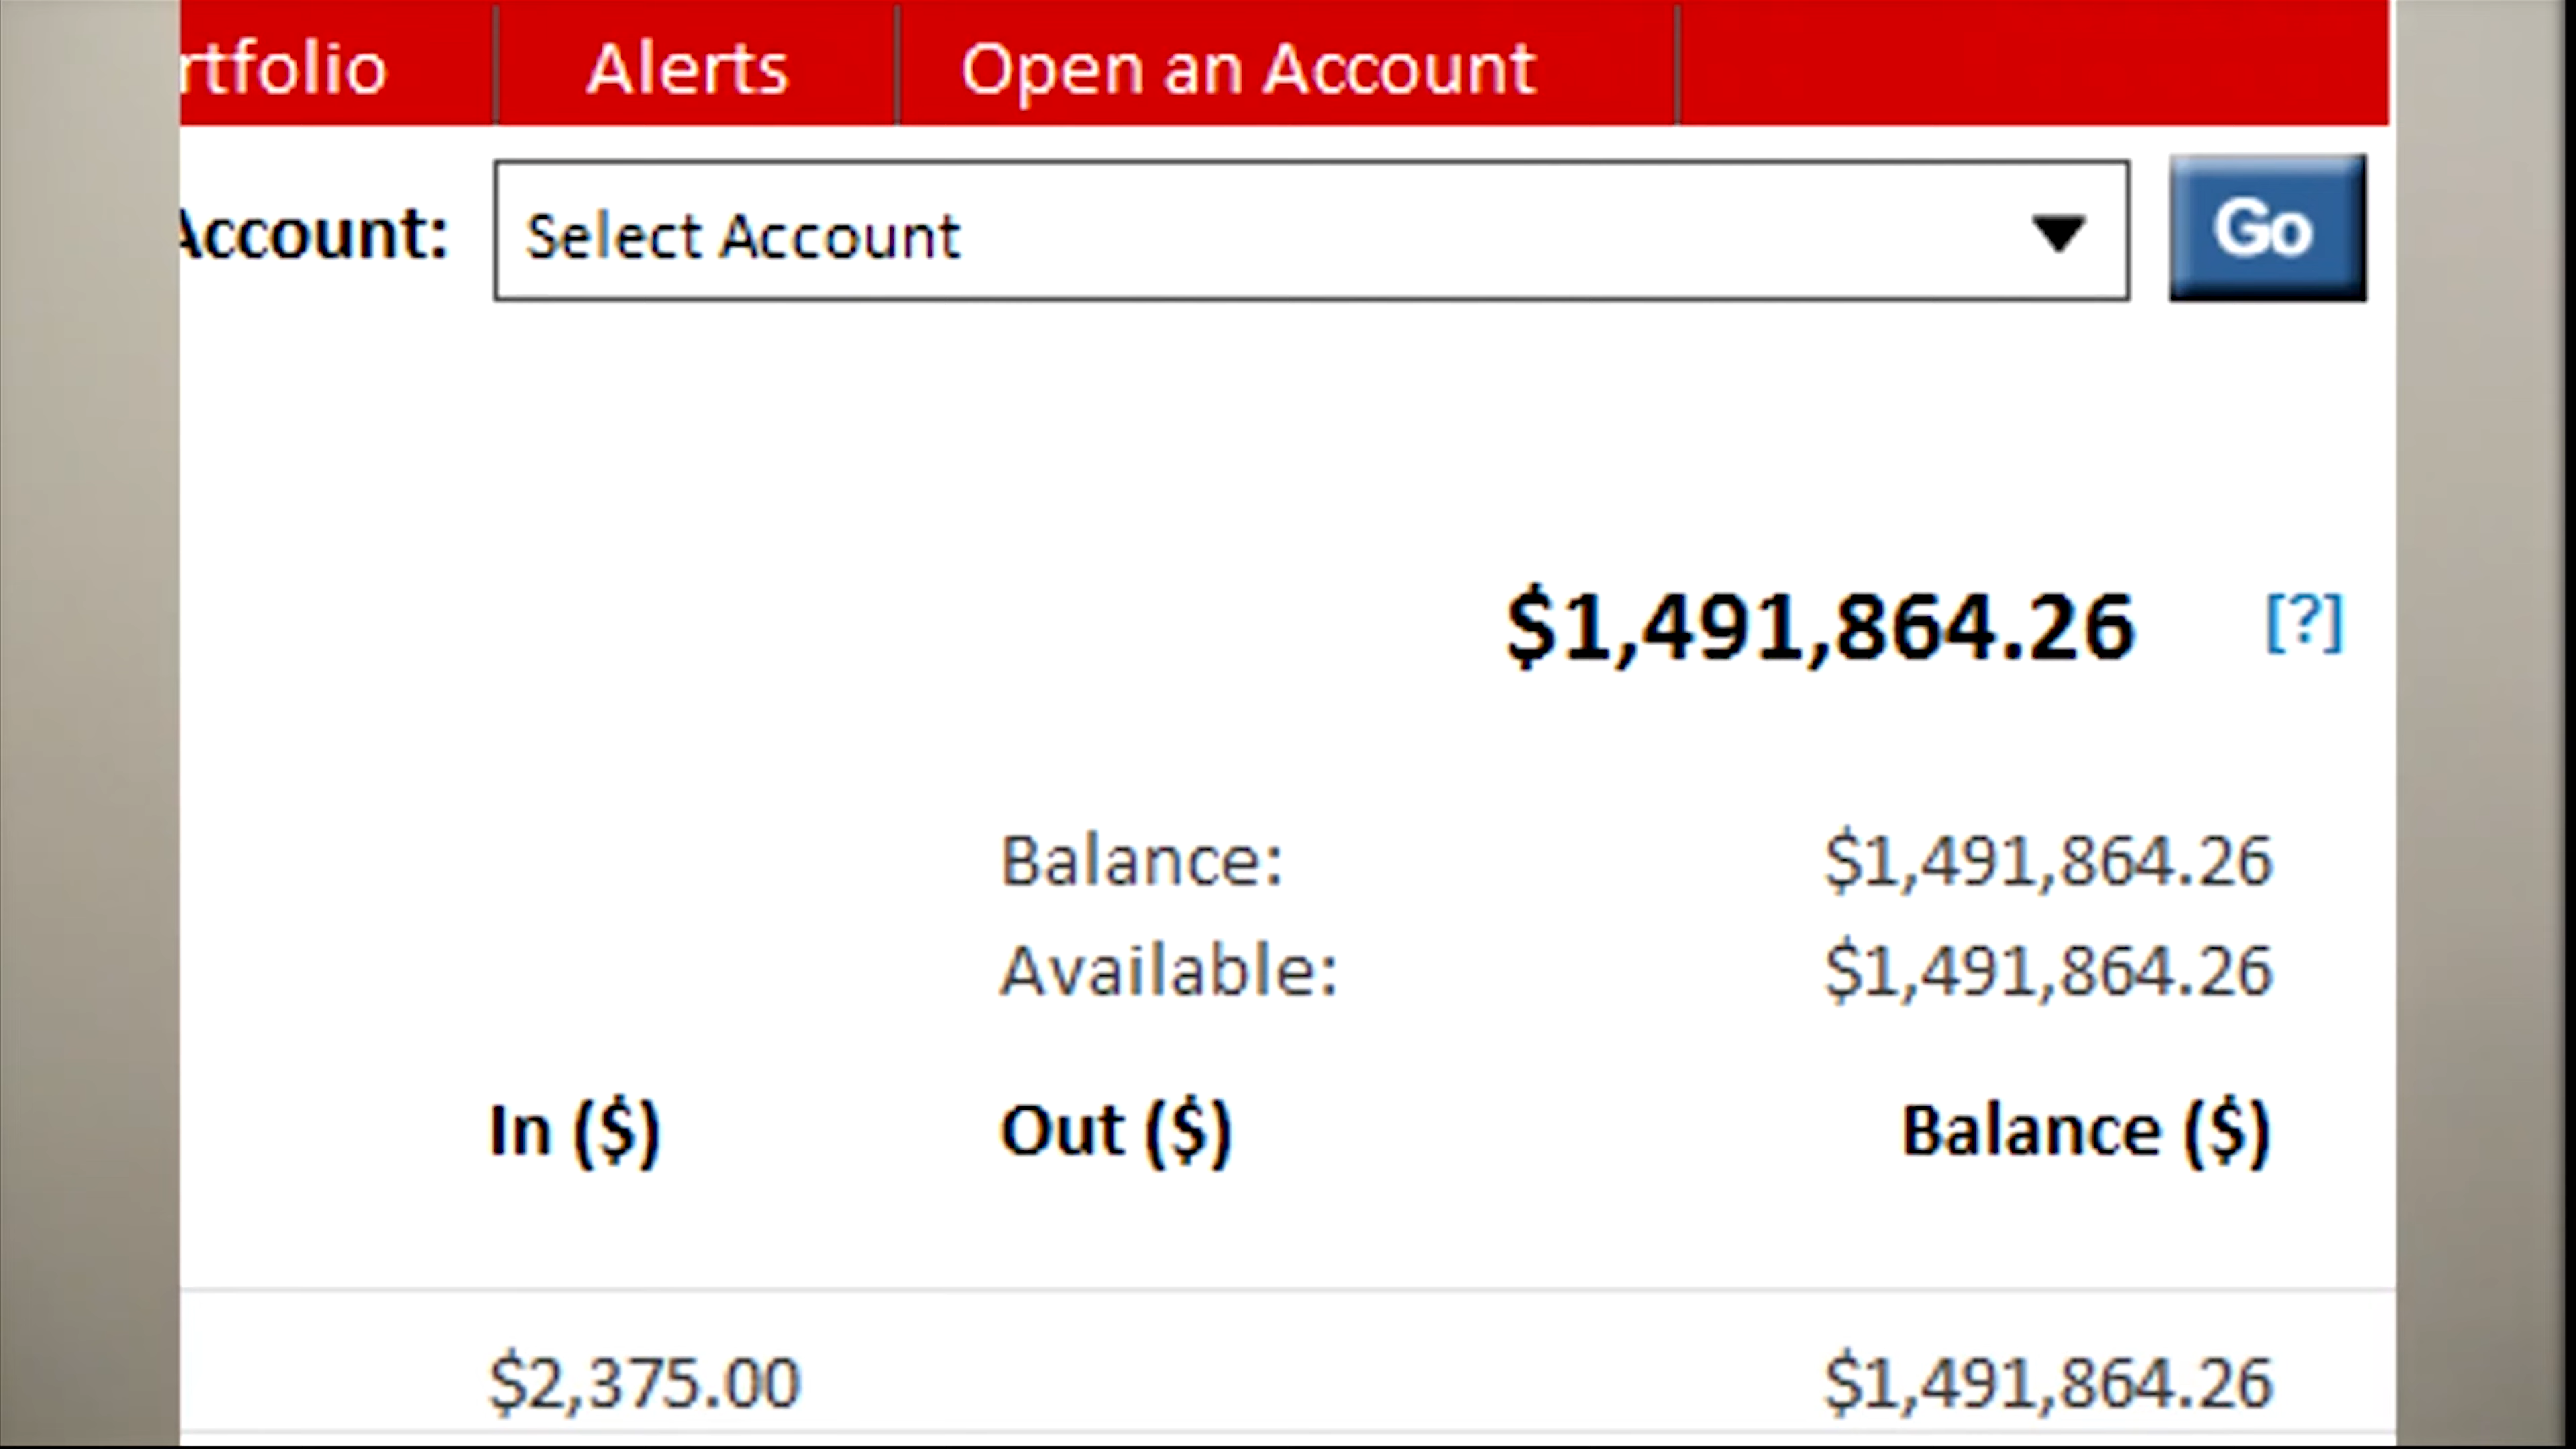 rtfolio Alerts Open an Account
Account: Select Account Go
$1,491,864.26 [?]
Balance: $1,491,864.26
Available: $1,491,864.26
In ($) Out ($) Balance ($)
$2,375.00 $1,491,864.26